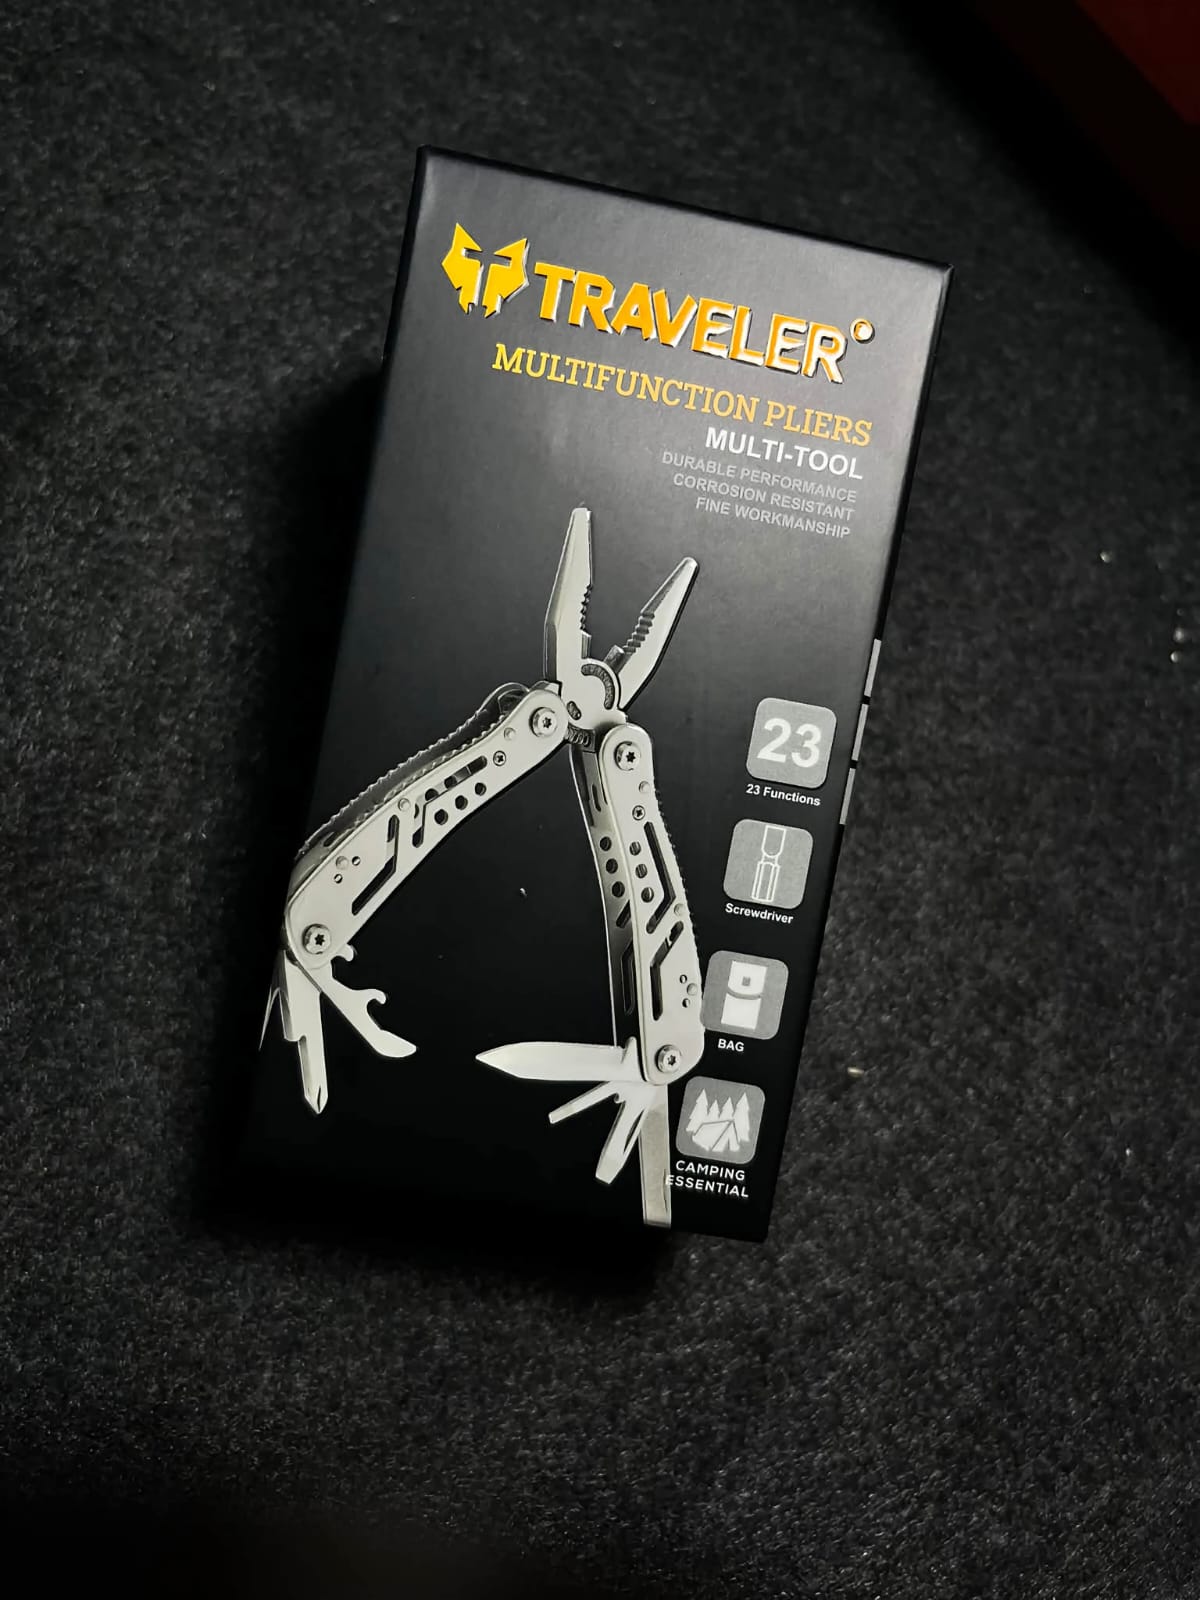 TRAVELER
MULTIFUNCTION PLIERS
MULTI-TOOL
DURABLE PERFORMANCE
CORROSION RESISTANT
FINE WORKMANSHIP
23
23 Functions
Screwdriver
BAG
CAMPING
ESSENTIAL